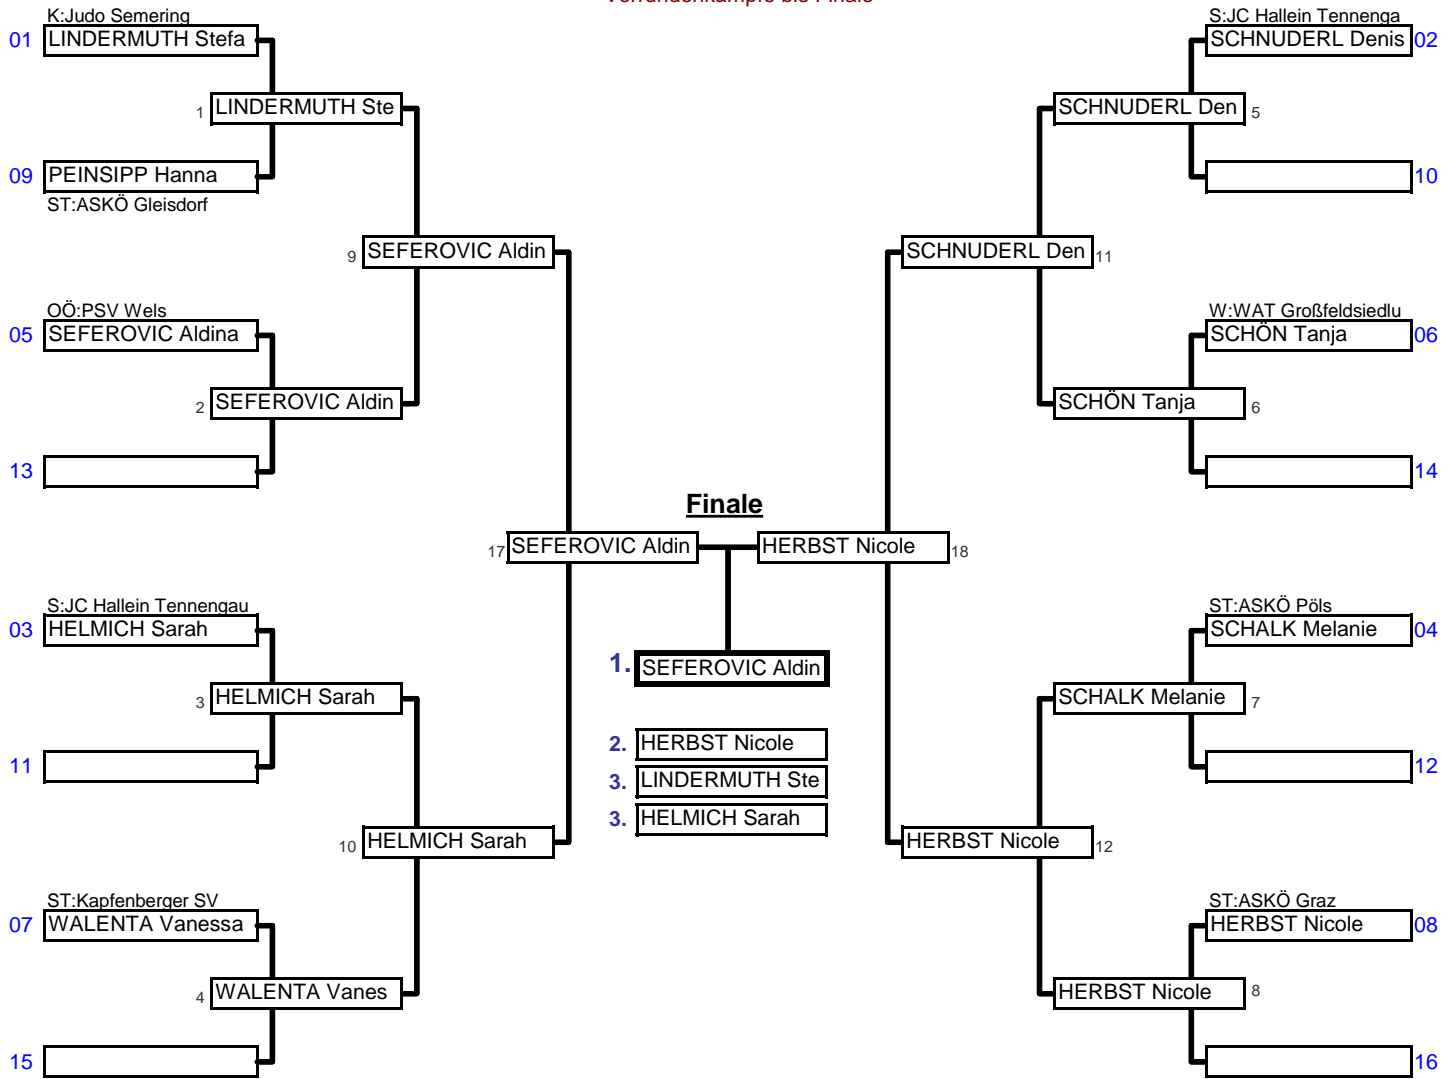 Vorrundenkämpfe bis Finale
K:Judo Semering
01 LINDERMUTH Stefa
1 LINDERMUTH Ste
09 PEINSIPP Hanna
ST:ASKÖ Gleisdorf
9 SEFEROVIC Aldin
OÖ:PSV Wels
05 SEFEROVIC Aldina
2 SEFEROVIC Aldin
13
17 SEFEROVIC Aldin
S:JC Hallein Tennengau
03 HELMICH Sarah
3 HELMICH Sarah
11
10 HELMICH Sarah
ST:Kapfenberger SV
07 WALENTA Vanessa
4 WALENTA Vanes
15
Finale
1. SEFEROVIC Aldin
2. HERBST Nicole
3. LINDERMUTH Ste
3. HELMICH Sarah
S:JC Hallein Tennenga
SCHNUDERL Denis 02
SCHNUDERL Den 5
10
SCHNUDERL Den 11
W:WAT Großfeldsiedlu
SCHÖN Tanja 06
SCHÖN Tanja 6
14
HERBST Nicole 18
ST:ASKÖ Pöls
SCHALK Melanie 04
SCHALK Melanie 7
12
HERBST Nicole 12
ST:ASKÖ Graz
HERBST Nicole 08
HERBST Nicole 8
16